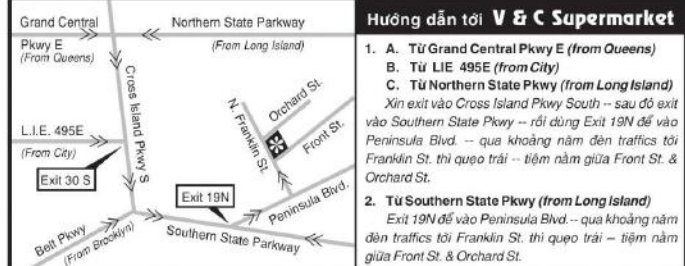 Grand Central
Pkwy E
(From Queens)
Northern State Parkway
(From Long Island)
Cross Island Pkwy S
Orchard St.
N. Franklin St.
Front St.
L.I.E. 495E
(From City)
Exit 30 S
Exit 19N
Peninsula Blvd.
Belt Pkwy
(From Brooklyn)
Southern State Parkway
Hướng dẫn tới V & C Supermarket
1. A. Từ Grand Central Pkwy E (from Queens)
B. Từ LIE 495E (from City)
C. Từ Northern State Pkwy (from Long Island)
Xin exit vào Cross Island Pkwy South -- sau đó exit
vào Southern State Pkwy -- rồi dùng Exit 19N để vào
Peninsula Blvd. -- qua khoảng năm đèn traffics tới
Franklin St. thì quẹo trái -- tiệm nằm giữa Front St. &
Orchard St.
2. Từ Southern State Pkwy (from Long Island)
Exit 19N để vào Peninsula Blvd. -- qua khoảng năm
đèn traffics tới Franklin St. thì quẹo trái -- tiệm nằm
giữa Front St. & Orchard St.